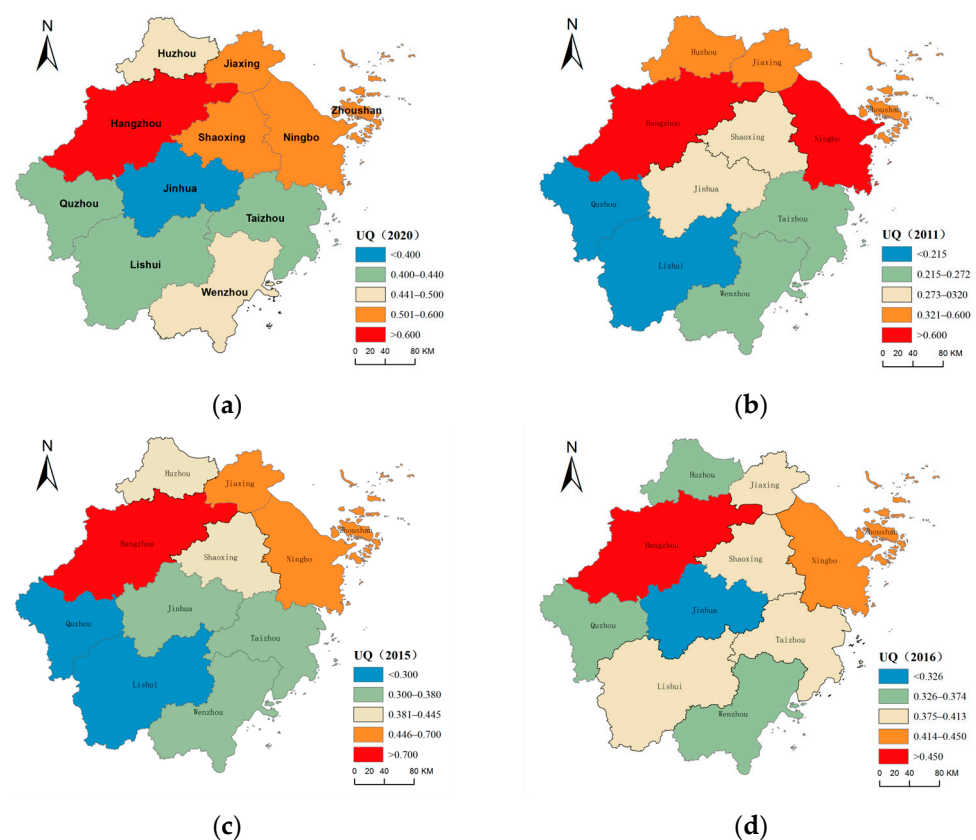 N
Huzhou
Jiaxing
Zhoushan
Hangzhou
Shaoxing
Ningbo
Jinhua
Quzhou
Taizhou
Lishui
Wenzhou
UQ（2020）
<0.400
0.400–0.440
0.441–0.500
0.501–0.600
>0.600
0 20 40 80 KM
(a)
N
Huzhou
Jiaxing
Zhoushan
Hangzhou
Ningbo
Shaoxing
Jinhua
Quzhou
Taizhou
Lishui
Wenzhou
UQ（2011）
<0.215
0.215–0.272
0.273–0320
0.321–0.600
>0.600
0 20 40 80 KM
(b)
N
Huzhou
Jiaxing
Zhoushan
Hangzhou
Shaoxing
Ningbo
Jinhua
Quzhou
Taizhou
Lishui
Wenzhou
UQ（2015）
<0.300
0.300–0.380
0.381–0.445
0.446–0.700
>0.700
0 20 40 80 KM
(c)
N
Huzhou
Jiaxing
Zhoushan
Hangzhou
Shaoxing
Ningbo
Jinhua
Quzhou
Taizhou
Lishui
Wenzhou
UQ（2016）
<0.326
0.326–0.374
0.375–0.413
0.414–0.450
>0.450
0 20 40 80 KM
(d)